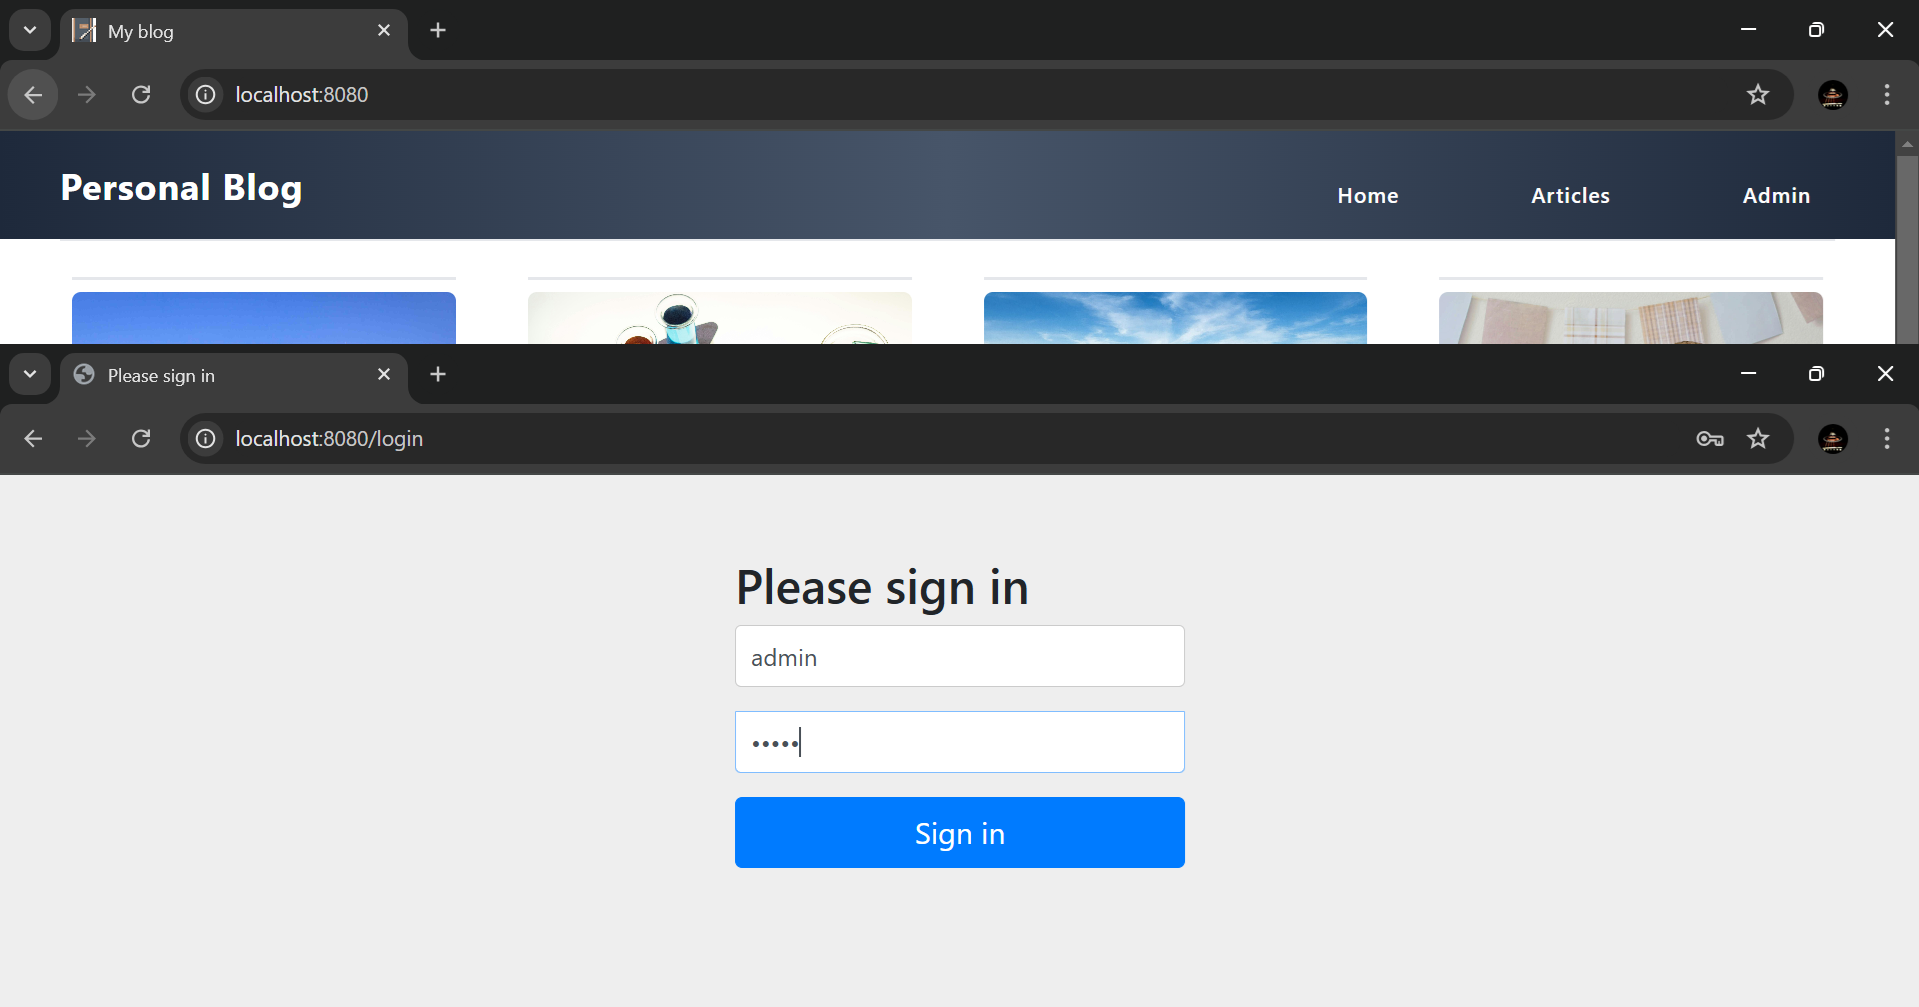 My blog
localhost:8080
Personal Blog
Home
Articles
Admin
Please sign in
localhost:8080/login
Please sign in
admin
•••••
Sign in